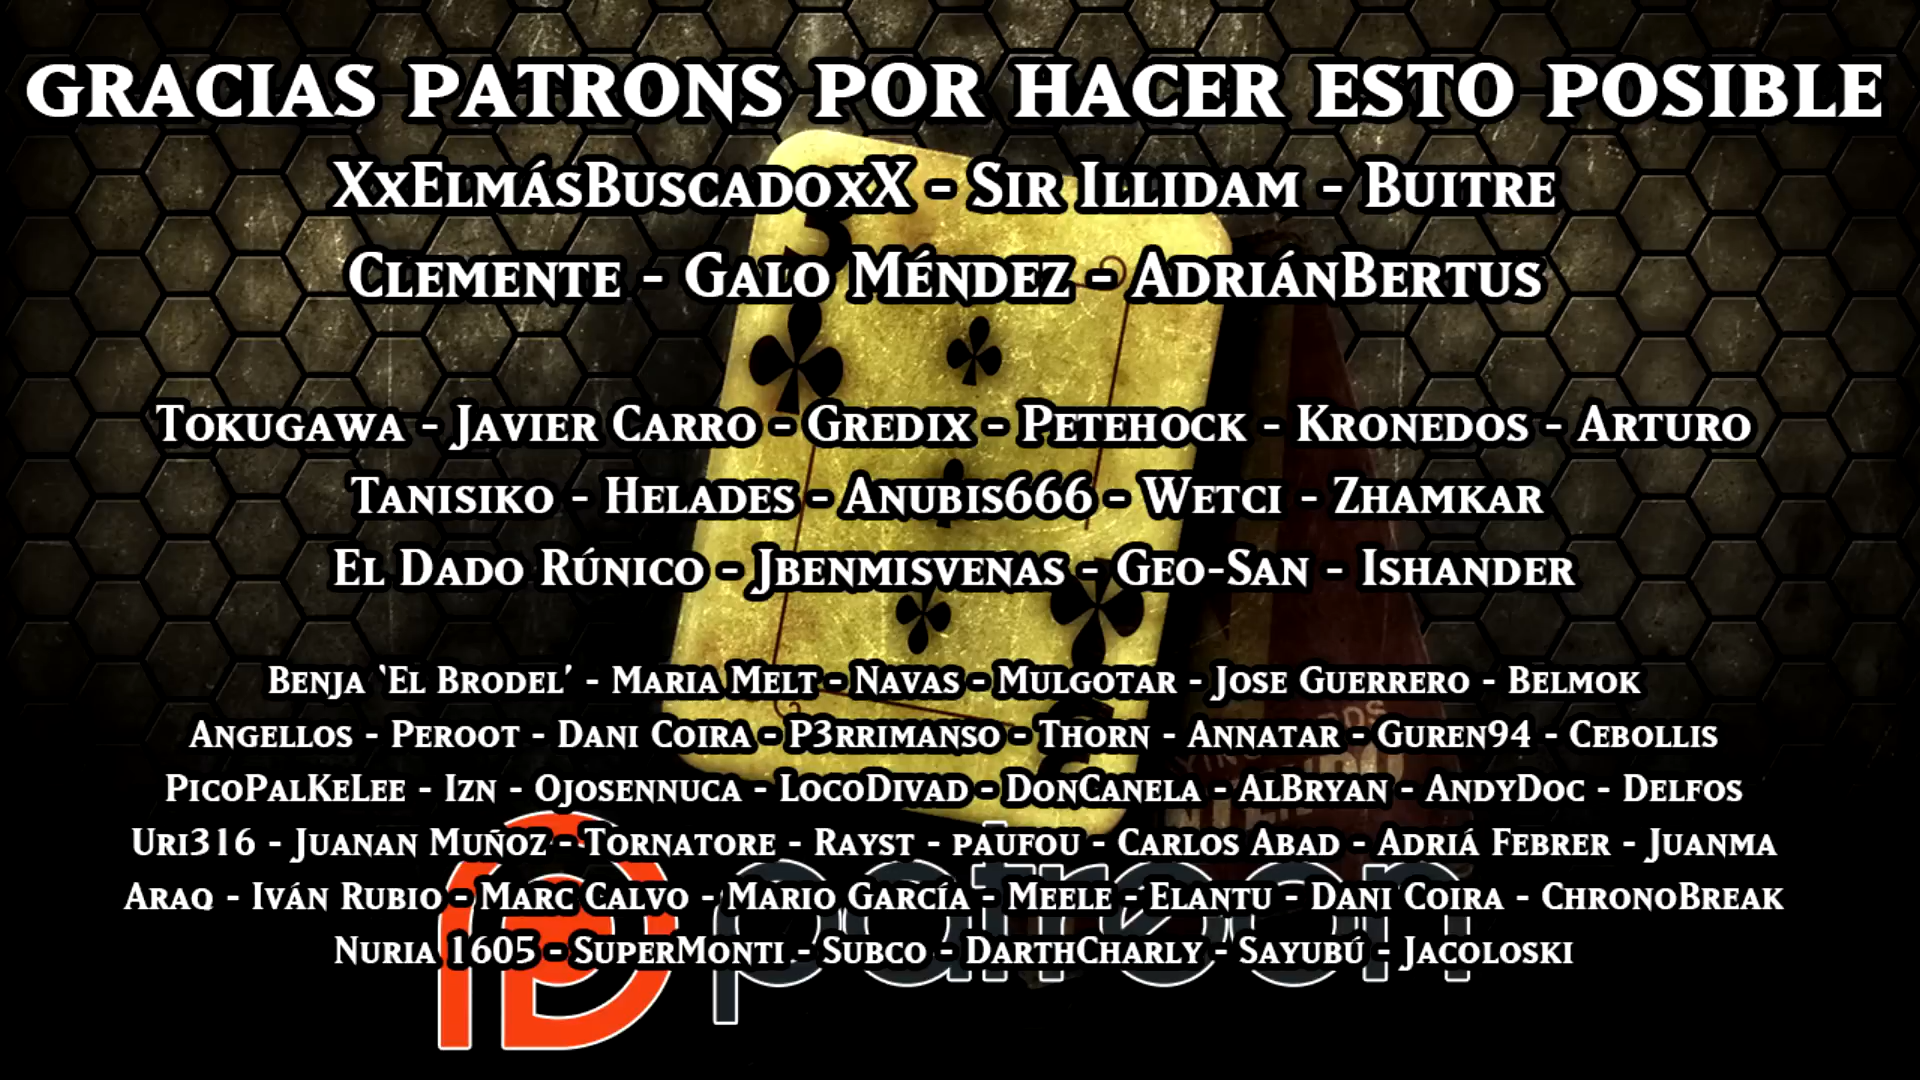 GRACIAS PATRONS POR HACER ESTO POSIBLE
XxElmásBuscadoxX - Sir Illidam - Buitre
Clemente - Galo Méndez - AdriánBertus
Tokugawa - Javier Carro - Gredix - Petehock - Kronedos - Arturo
Tanisiko - Helades - Anubis666 - Wetci - Zhamkar
El Dado Rúnico - Jbenmisvenas - Geo-San - Ishander
Benja 'El Brodel' - Maria Melt - Navas - Mulgotar - Jose Guerrero - Belmok
Angellos - Peroot - Dani Coira - P3rrimanso - Thorn - Annatar - Guren94 - Cebollis
PicoPalKeLee - Izn - Ojosennuca - LocoDivad - DonCanela - AlBryan - AndyDoc - Delfos
Uri316 - Juanan Muñoz - Tornatore - Rayst - paufou - Carlos Abad - Adriá Febrer - Juanma
Araq - Iván Rubio - Marc Calvo - Mario García - Meele - Elantu - Dani Coira - ChronoBreak
Nuria 1605 - SuperMonti - Subco - DarthCharly - Sayubú - Jacoloski
patreon